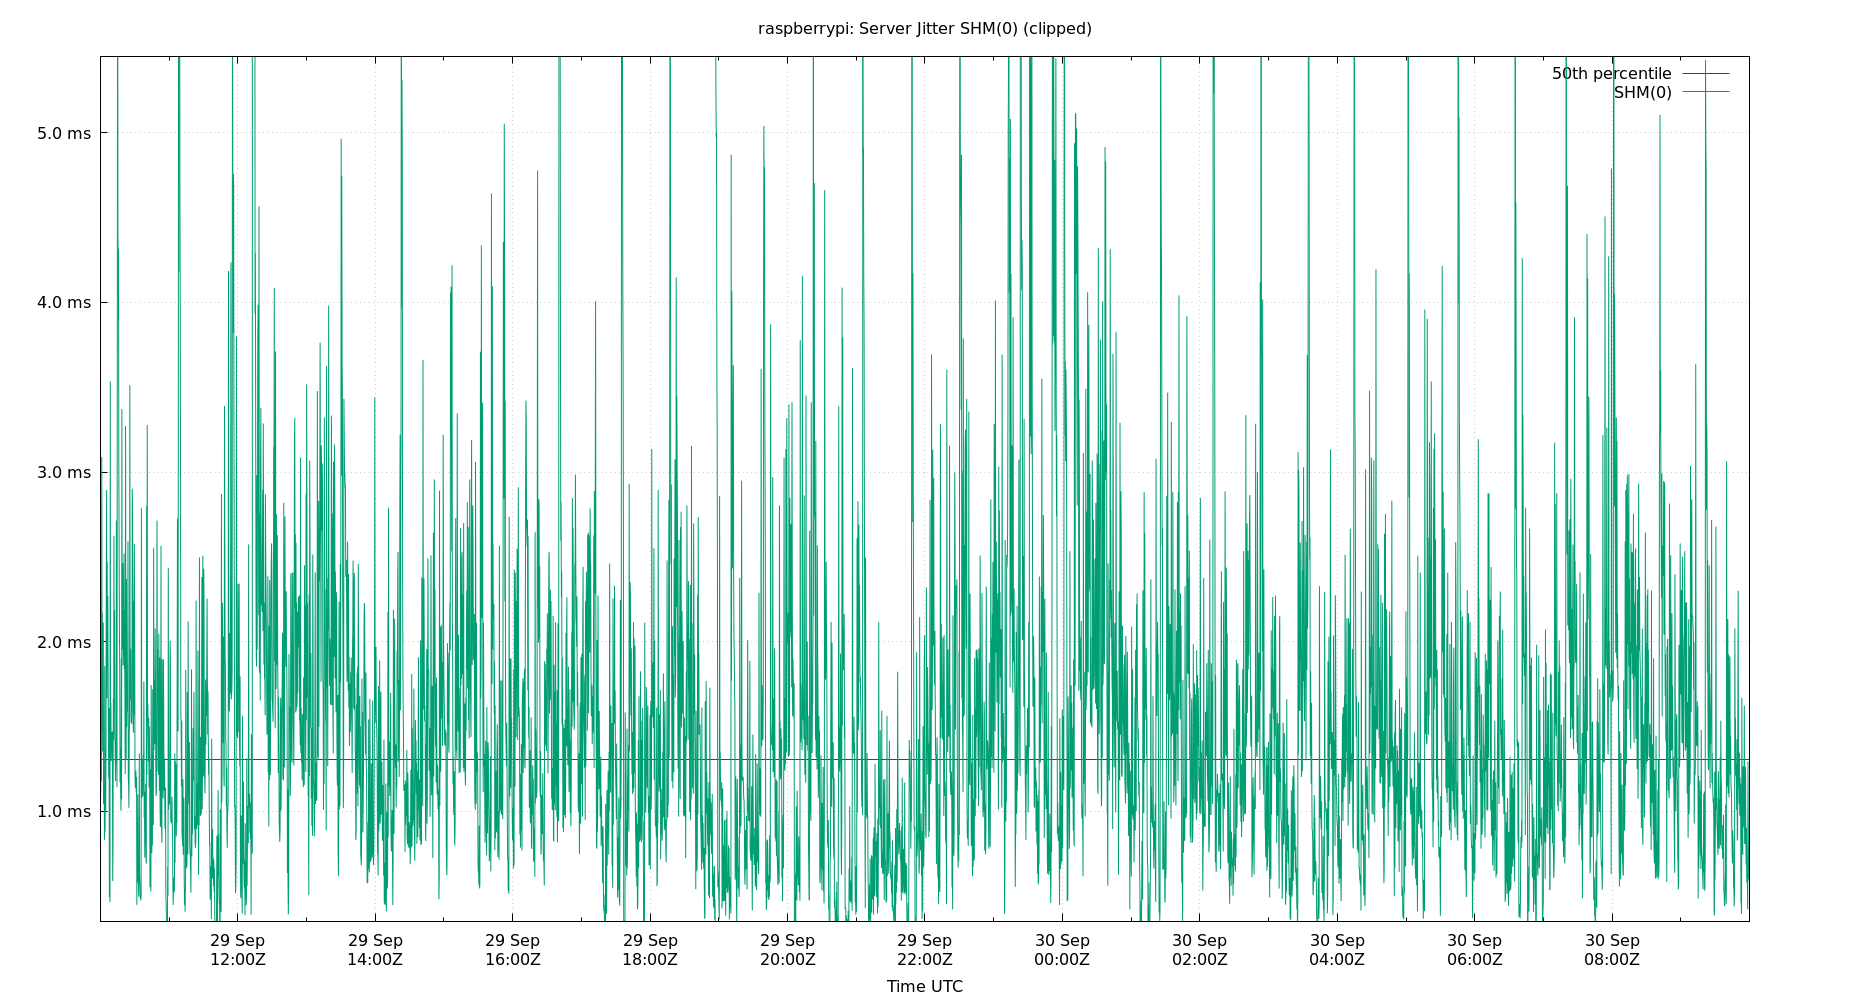 raspberrypi: Server Jitter SHM(0) (clipped)
50th percentile
SHM(0)
5.0 ms
4.0 ms
3.0 ms
2.0 ms
1.0 ms
29 Sep 29 Sep 29 Sep 29 Sep 29 Sep 29 Sep 30 Sep 30 Sep 30 Sep 30 Sep 30 Sep
12:00Z 14:00Z 16:00Z 18:00Z 20:00Z 22:00Z 00:00Z 02:00Z 04:00Z 06:00Z 08:00Z
Time UTC